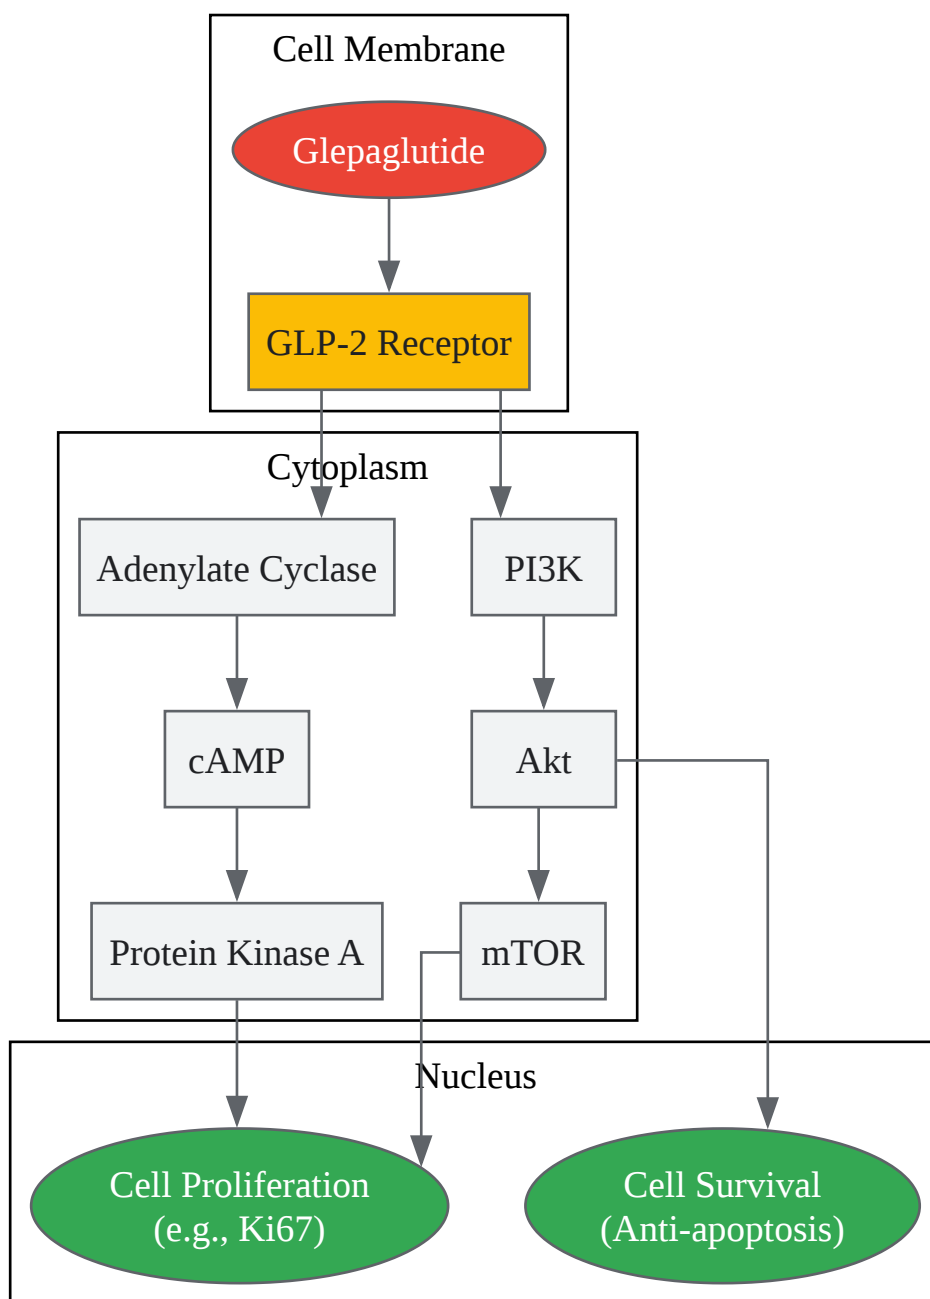 Cell Membrane
Glepaglutide
GLP-2 Receptor
Cytoplasm
Adenylate Cyclase
PI3K
cAMP
Akt
Protein Kinase A
mTOR
Nucleus
Cell Proliferation
(e.g., Ki67)
Cell Survival
(Anti-apoptosis)